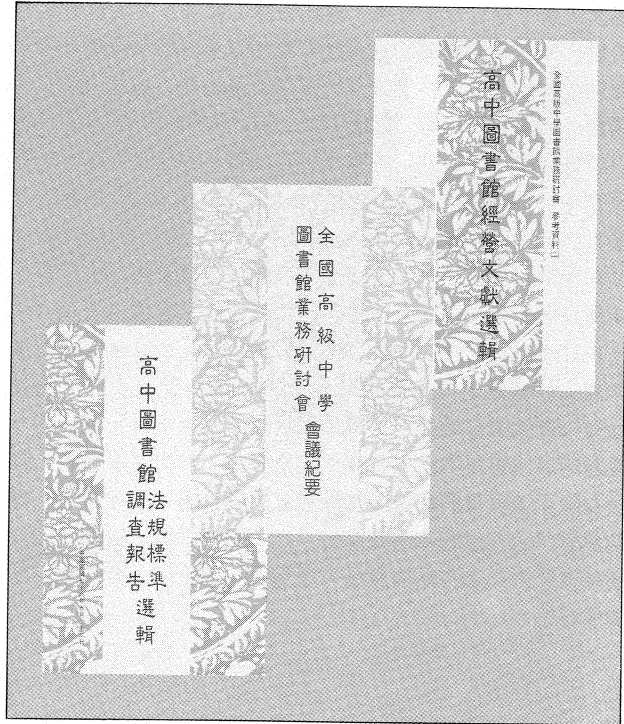 全國高級中學圖書館業務研討會 參考資料(一)
高中圖書館經營文獻選輯
全國高級中學
圖書館業務研討會
會議紀要
高中圖書館
法規標準
調查報告
選輯